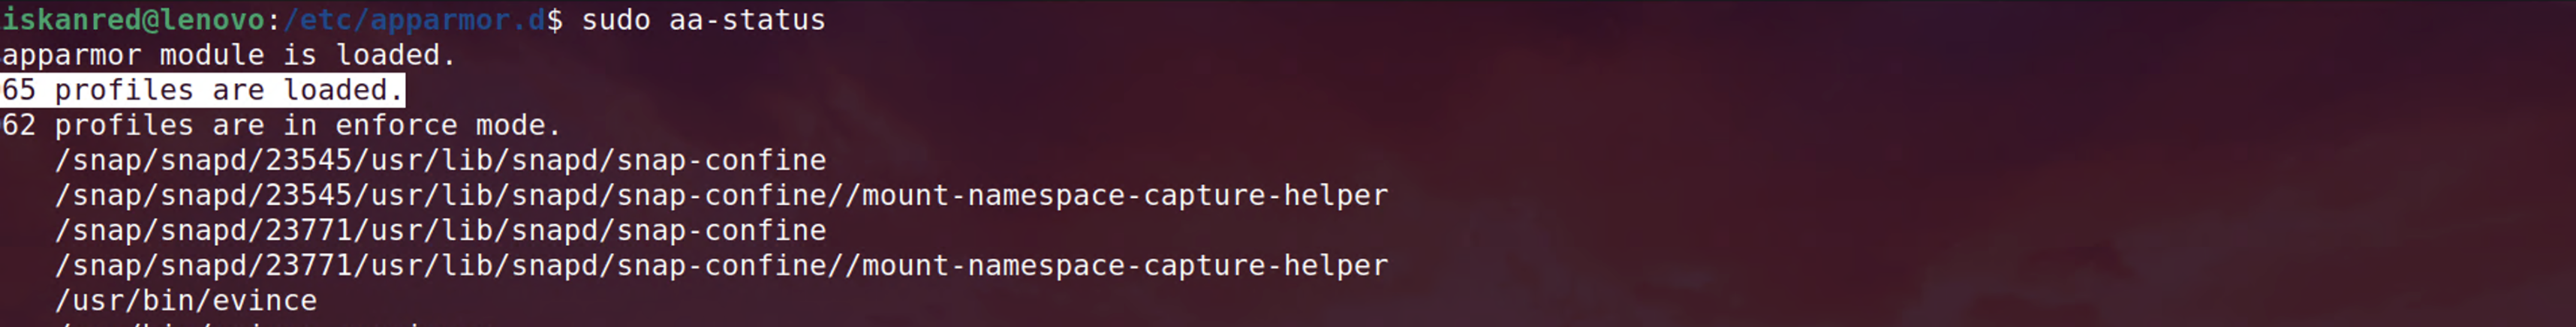 iskanred@lenovo:/etc/apparmor.d$ sudo aa-status
apparmor module is loaded.
65 profiles are loaded.
62 profiles are in enforce mode.
/snap/snapd/23545/usr/lib/snapd/snap-confine
/snap/snapd/23545/usr/lib/snapd/snap-confine//mount-namespace-capture-helper
/snap/snapd/23771/usr/lib/snapd/snap-confine
/snap/snapd/23771/usr/lib/snapd/snap-confine//mount-namespace-capture-helper
/usr/bin/evince